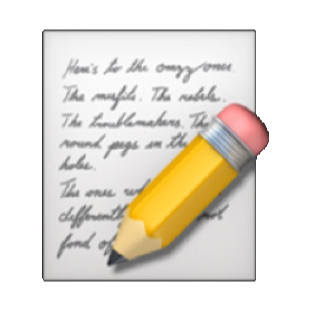 Here's to the crazy ones.
The misfits. The rebels.
The troublemakers. The
round pegs in the
holes.
The ones
different
fond of